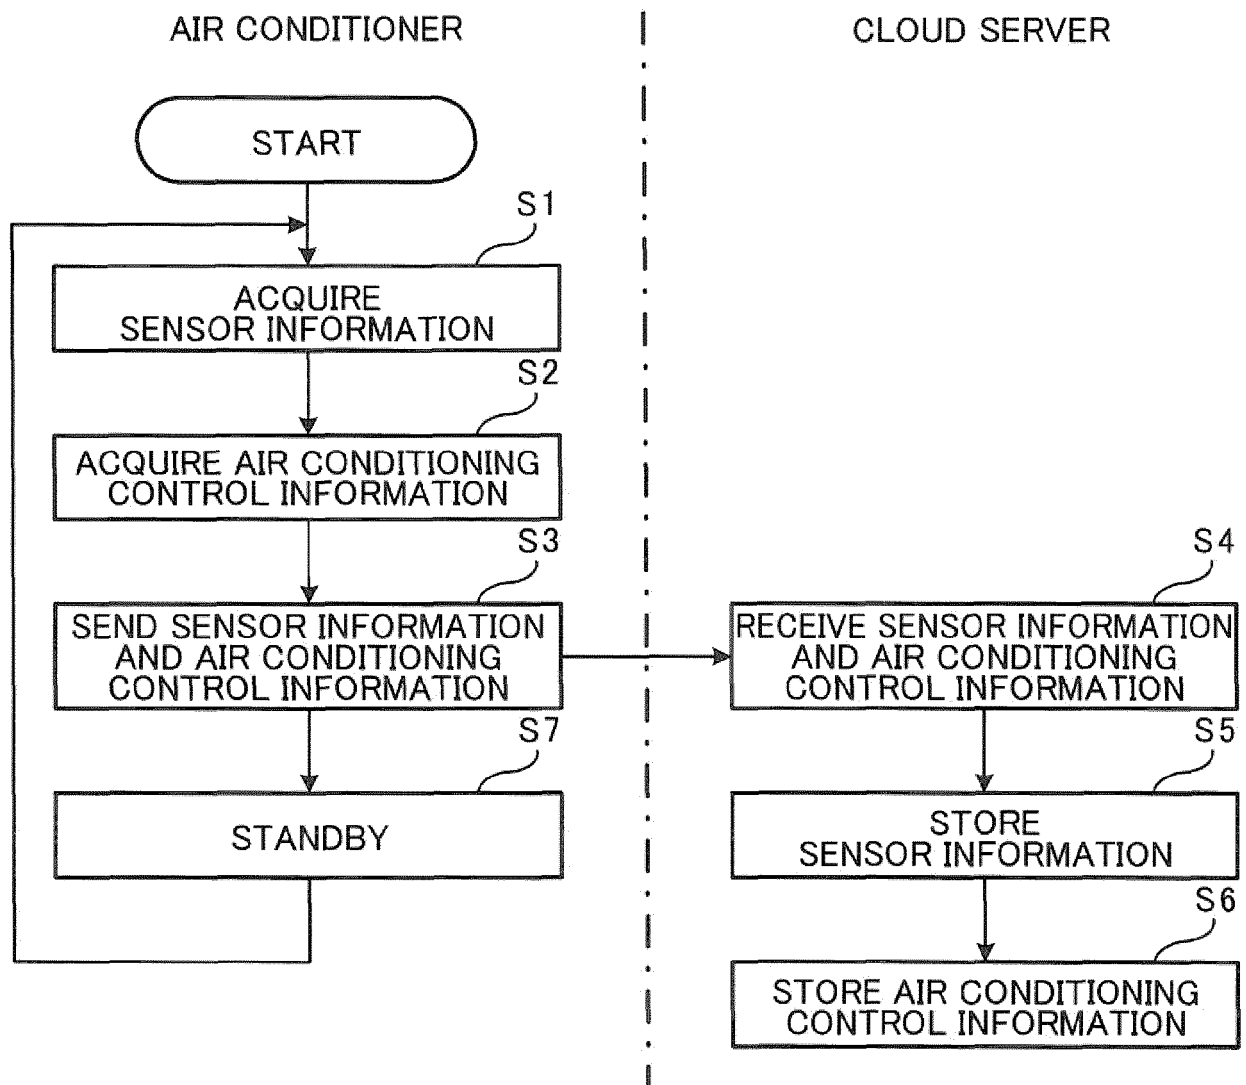 AIR CONDITIONER
CLOUD SERVER
START
S1
ACQUIRE
SENSOR INFORMATION
S2
ACQUIRE AIR CONDITIONING
CONTROL INFORMATION
S3
SEND SENSOR INFORMATION
AND AIR CONDITIONING
CONTROL INFORMATION
S4
RECEIVE SENSOR INFORMATION
AND AIR CONDITIONING
CONTROL INFORMATION
S7
STANDBY
S5
STORE
SENSOR INFORMATION
S6
STORE AIR CONDITIONING
CONTROL INFORMATION